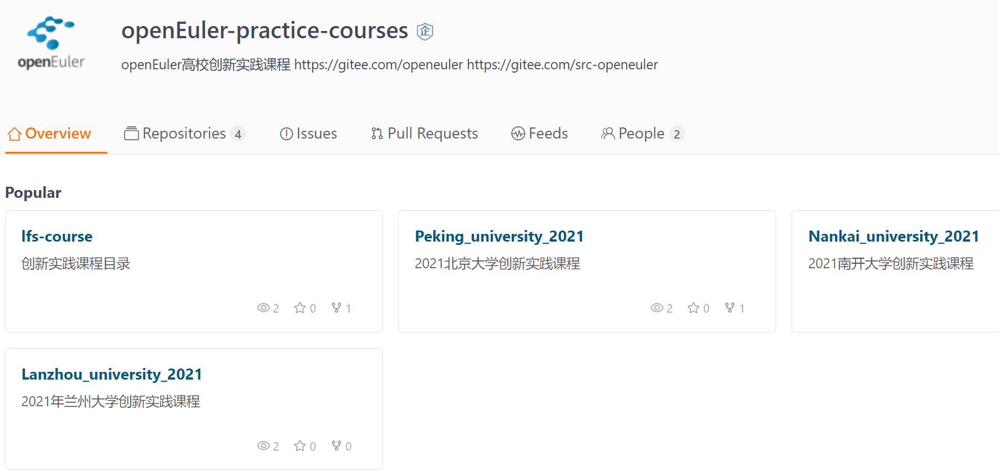 openEuler
openEuler-practice-courses 企
openEuler高校创新实践课程 https://gitee.com/openeuler https://gitee.com/src-openeuler
Overview Repositories 4 Issues Pull Requests Feeds People 2
Popular
lfs-course
创新实践课程目录
2 0 1
Peking_university_2021
2021北京大学创新实践课程
2 0 1
Nankai_university_2021
2021南开大学创新实践课程
Lanzhou_university_2021
2021年兰州大学创新实践课程
2 0 0